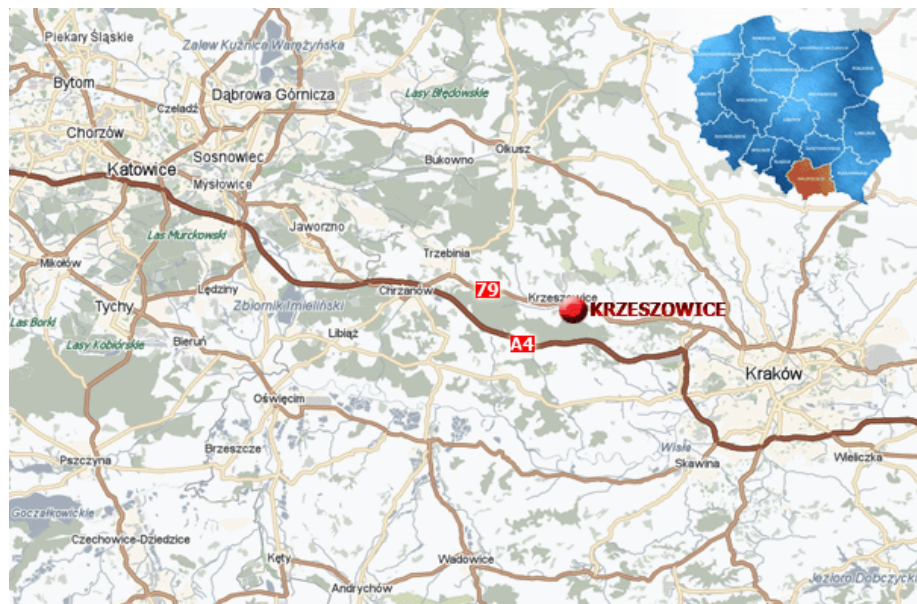 Piekary Śląskie
Zalew Kuźnica Warężyńska
Bytom
Dąbrowa Górnicza
Lasy Błędowskie
Czeladź
Chorzów
Sosnowiec
Bukowno
Olkusz
Katowice
Mysłowice
Las Murckowski
Jaworzno
Trzebinia
Mikołów
Lędziny
Chrzanów
79
Krzeszowice
KRZESZOWICE
Tychy
Zbiornik Imieliński
Las Borki
Libiąż
A4
Lasy Kobiórskie
Bieruń
Kraków
Oświęcim
Brzeszcze
Wisła
Pszczyna
Skawina
Wieliczka
Goczałkowickie
Czechowice-Dziedzice
Kęty
Wadowice
Andrychów
Jezioro Dobczyckie